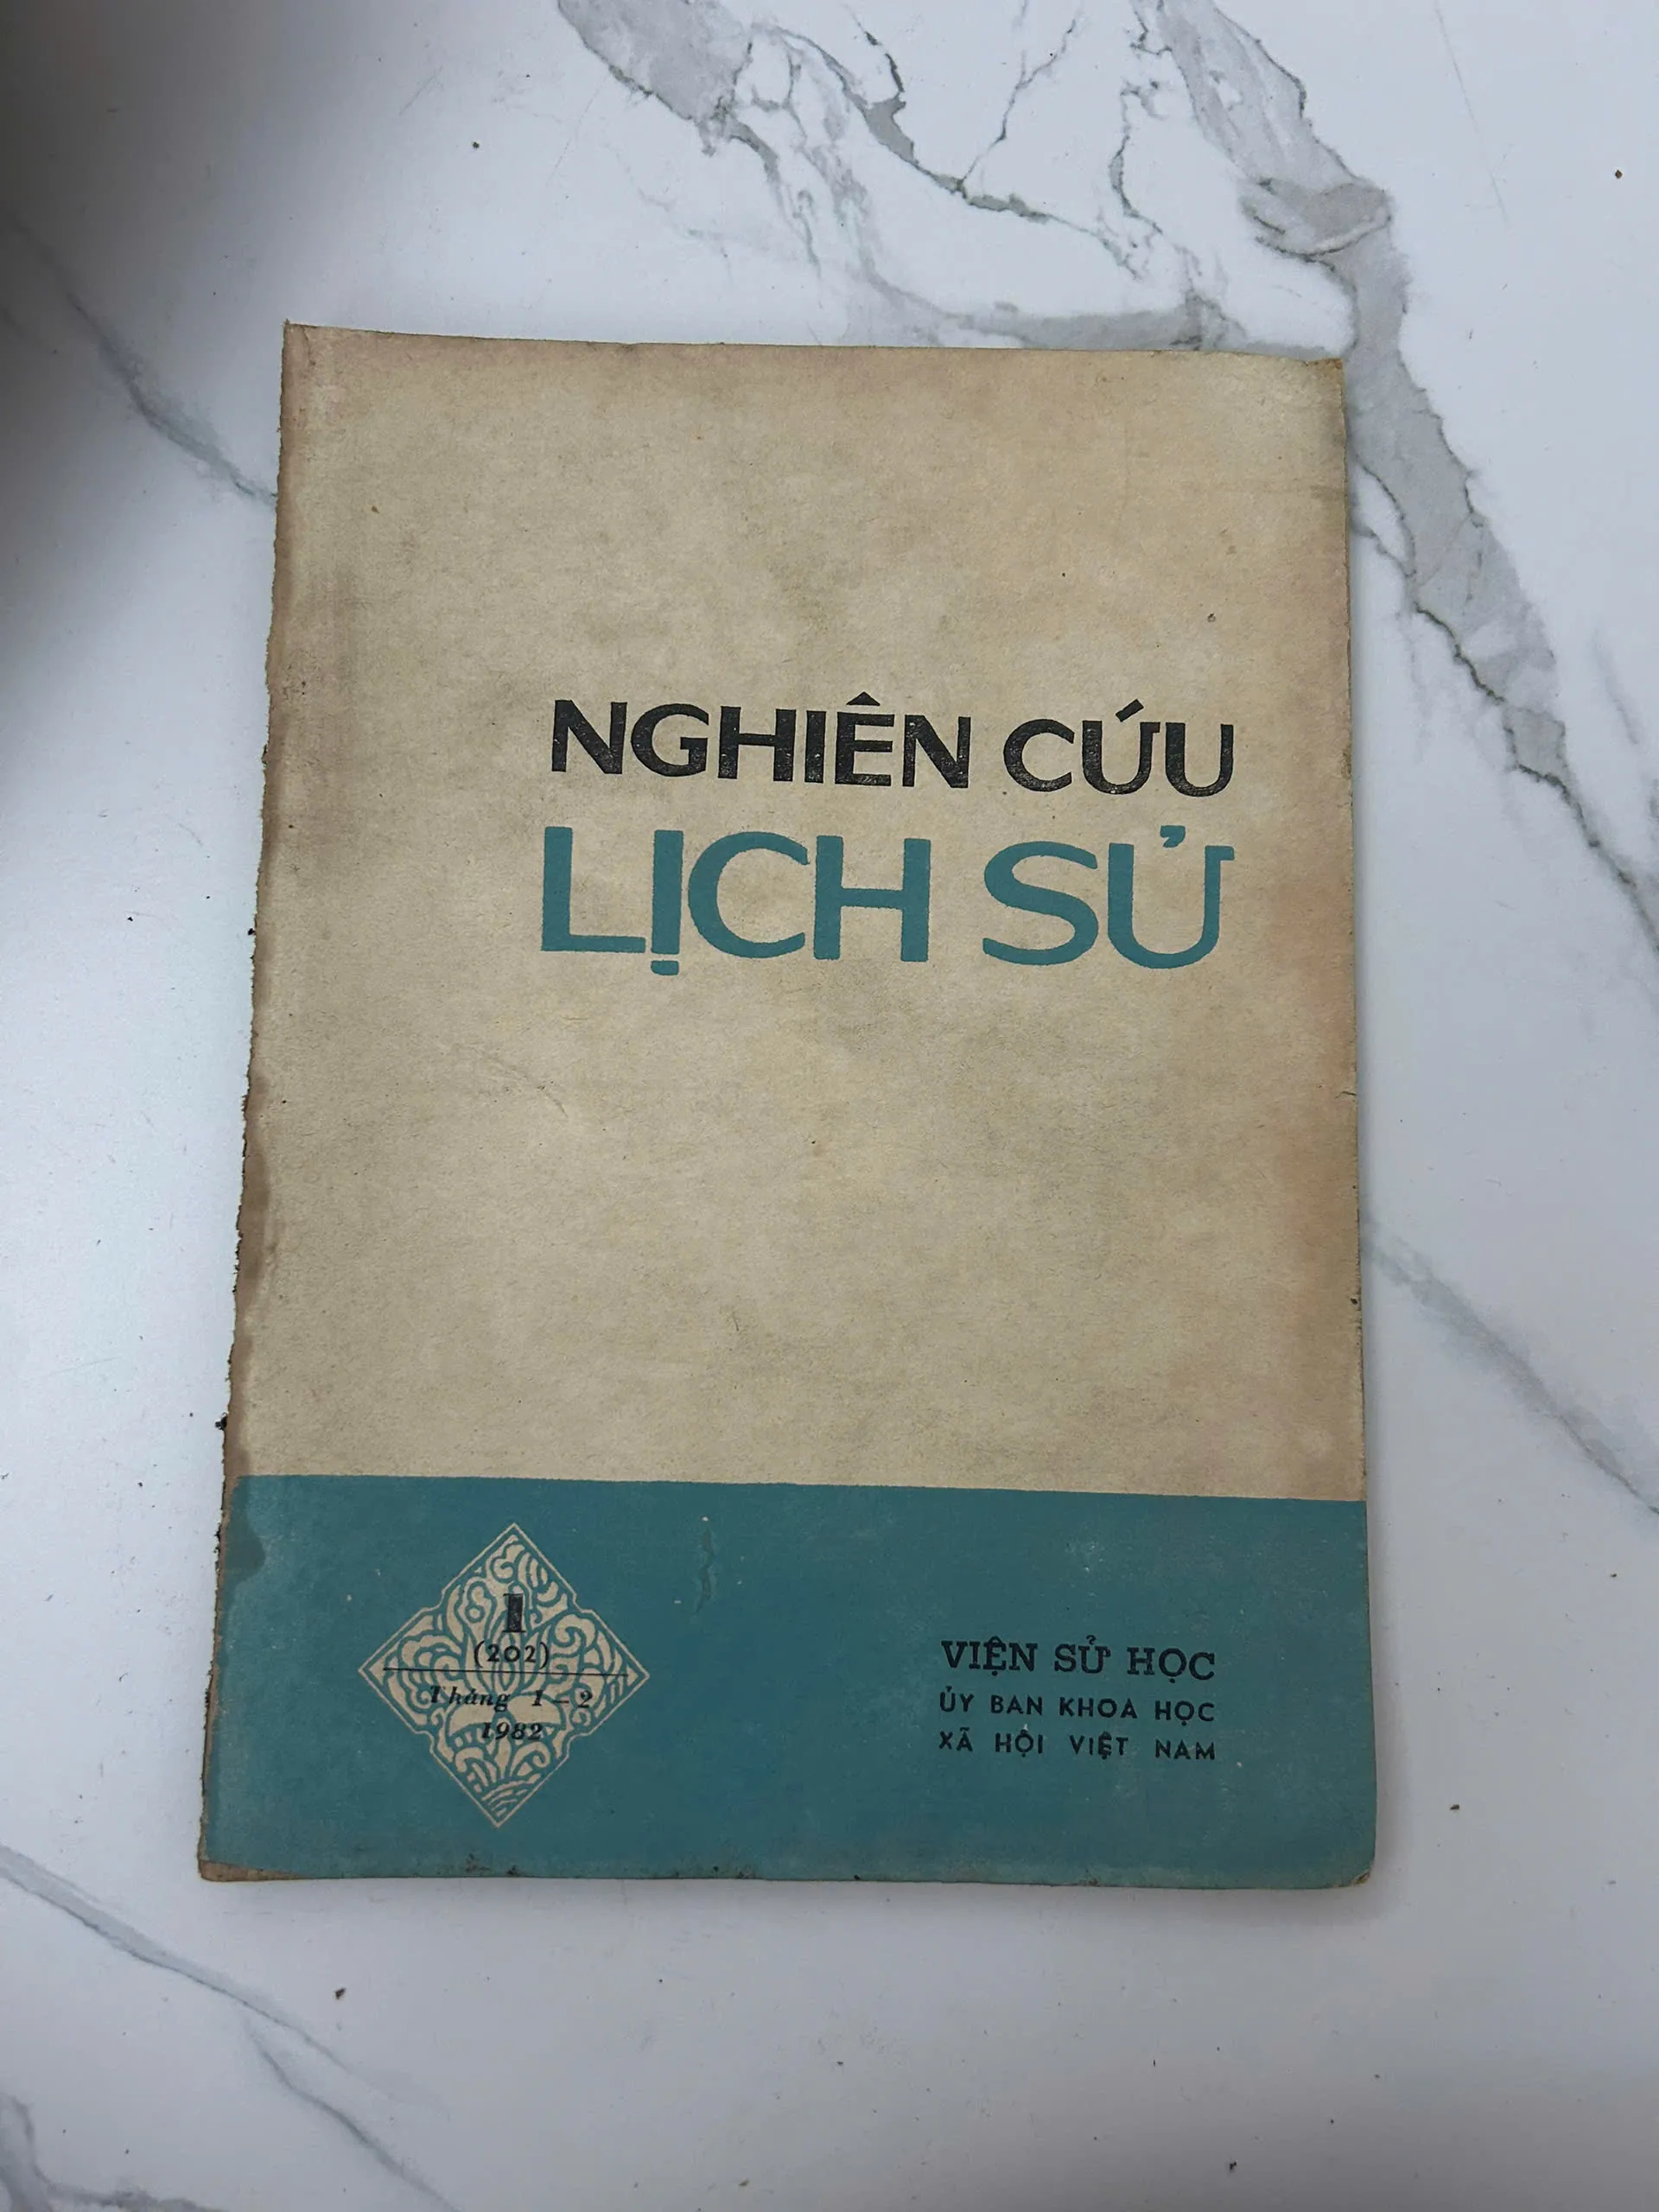 NGHIÊN CỨU
LỊCH SỬ
1
(202)
Tháng 1-2
1982
VIỆN SỬ HỌC
ỦY BAN KHOA HỌC
XÃ HỘI VIỆT NAM